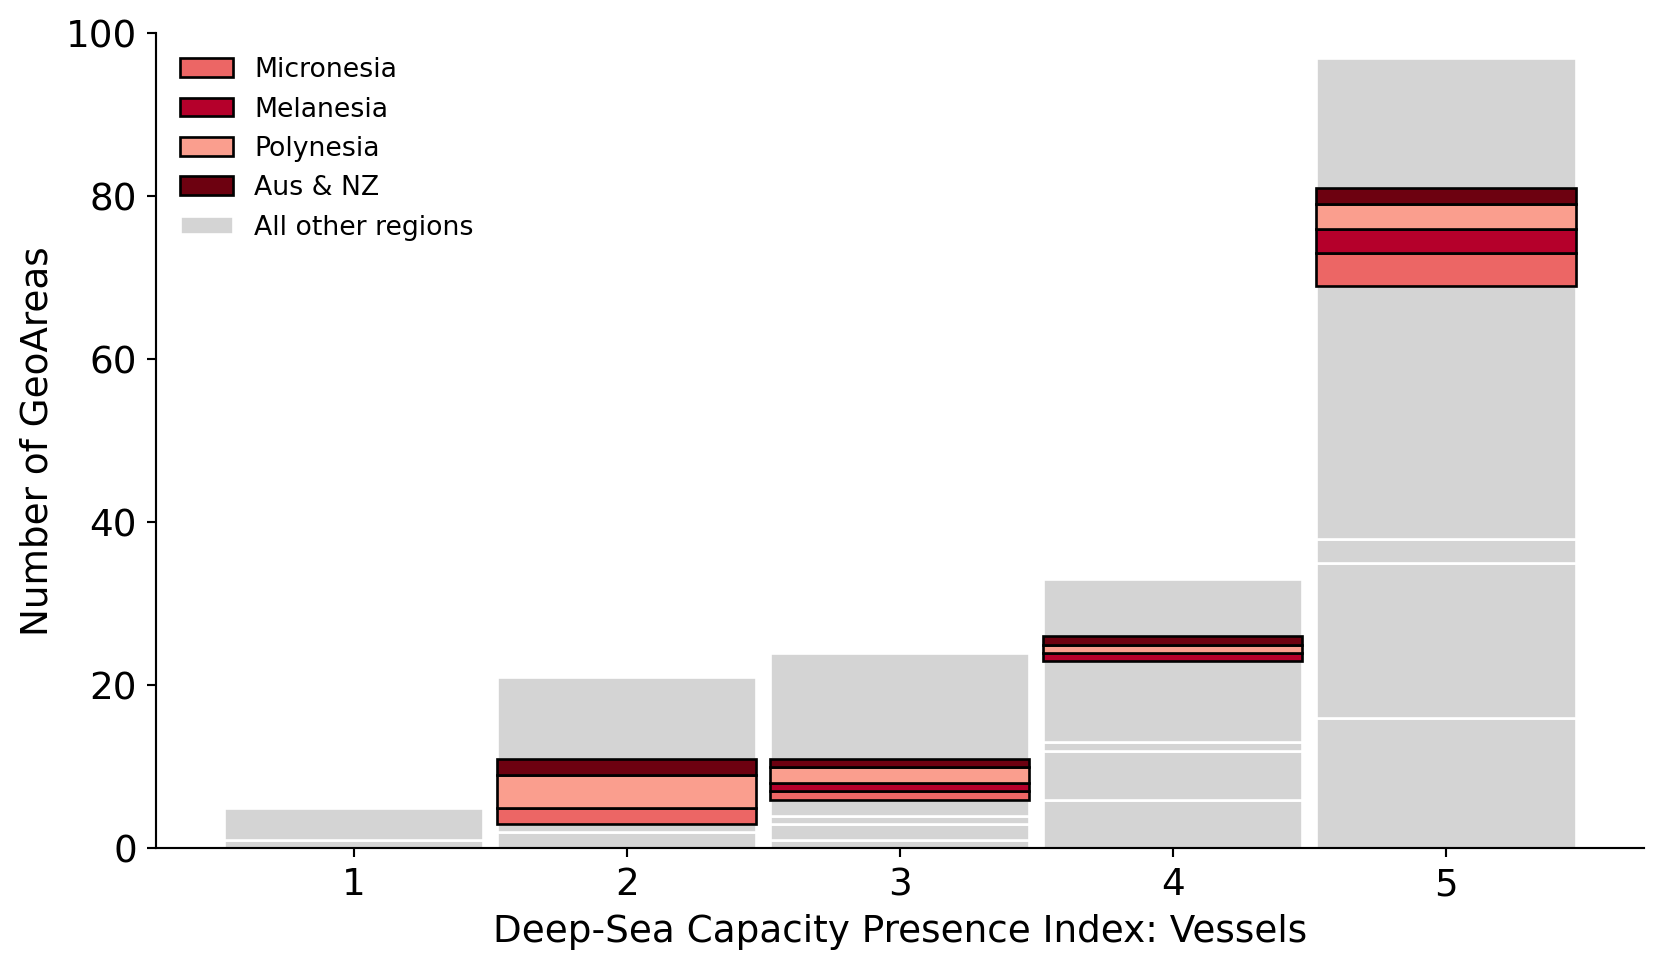 100
80
60
40
20
0
Number of GeoAreas
Micronesia
Melanesia
Polynesia
Aus & NZ
All other regions
1 2 3 4 5
Deep-Sea Capacity Presence Index: Vessels